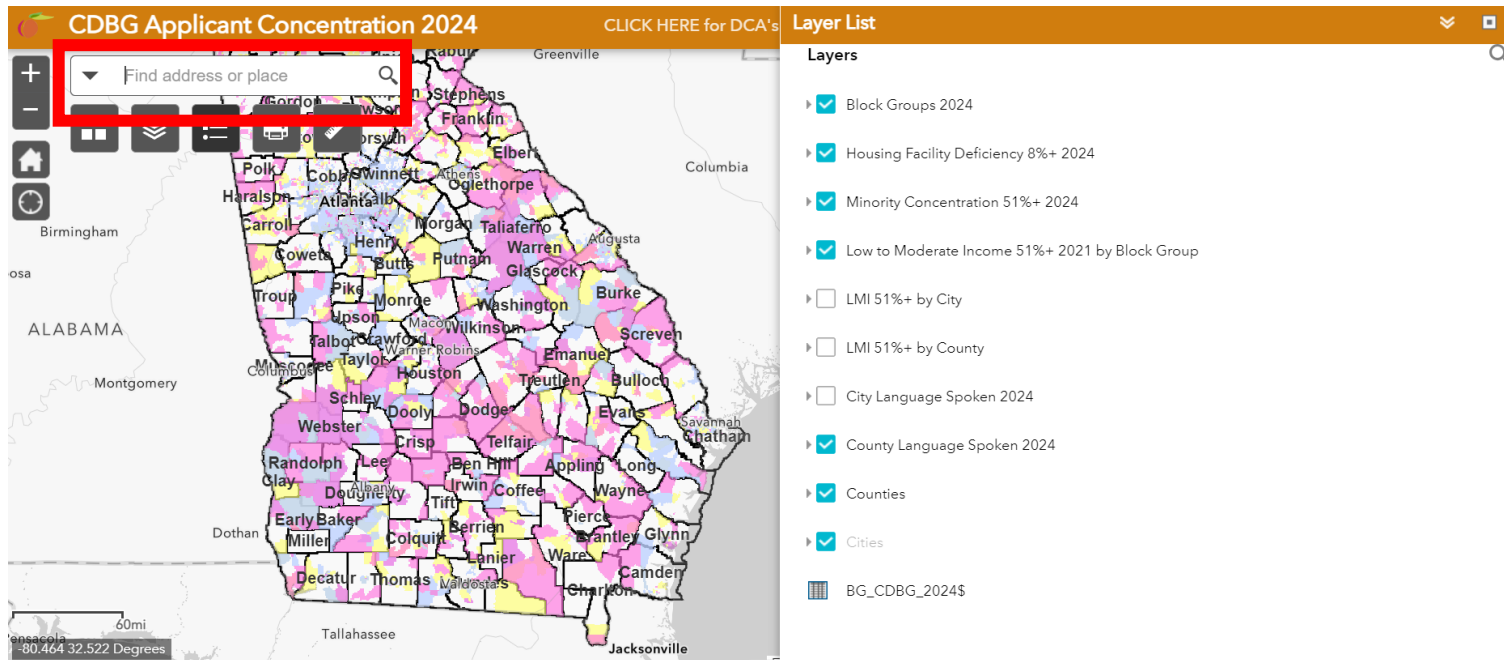 CDBG Applicant Concentration 2024
CLICK HERE for DCA's
Layer List
Find address or place
Greenville
Layers
Block Groups 2024
Housing Facility Deficiency 8%+ 2024
Minority Concentration 51%+ 2024
Low to Moderate Income 51%+ 2021 by Block Group
LMI 51%+ by City
LMI 51%+ by County
City Language Spoken 2024
County Language Spoken 2024
Counties
Cities
BG_CDBG_2024$
Stephens
Franklin
Elbert
Columbia
Polk
Cobb
Gwinnett
Athens
Oglethorpe
Haralson
Atlanta
DeKalb
Birmingham
Carroll
Morgan
Taliaferro
Augusta
Henry
Warren
Coweta
Butts
Putnam
Glascock
Troup
Pike
Monroe
Burke
Washington
ALABAMA
Upson
Macon
Wilkinson
Screven
Talbot
Crawford
Warner Robins
Emanuel
Muscogee
Columbus
Taylor
Houston
Treutlen
Bulloch
Montgomery
Schley
Dooly
Dodge
Evans
Webster
Savannah
Chatham
Crisp
Telfair
Randolph
Lee
Ben Hill
Appling
Long
Clay
Dougherty
Albany
Irwin
Coffee
Wayne
Tift
Early
Baker
Pierce
Dothan
Miller
Colquitt
Berrien
Brantley
Glynn
Lanier
Ware
Camden
Decatur
Thomas
Valdosta
Charlton
60mi
Tallahassee
Pensacola
-80.464 32.522 Degrees
Jacksonville